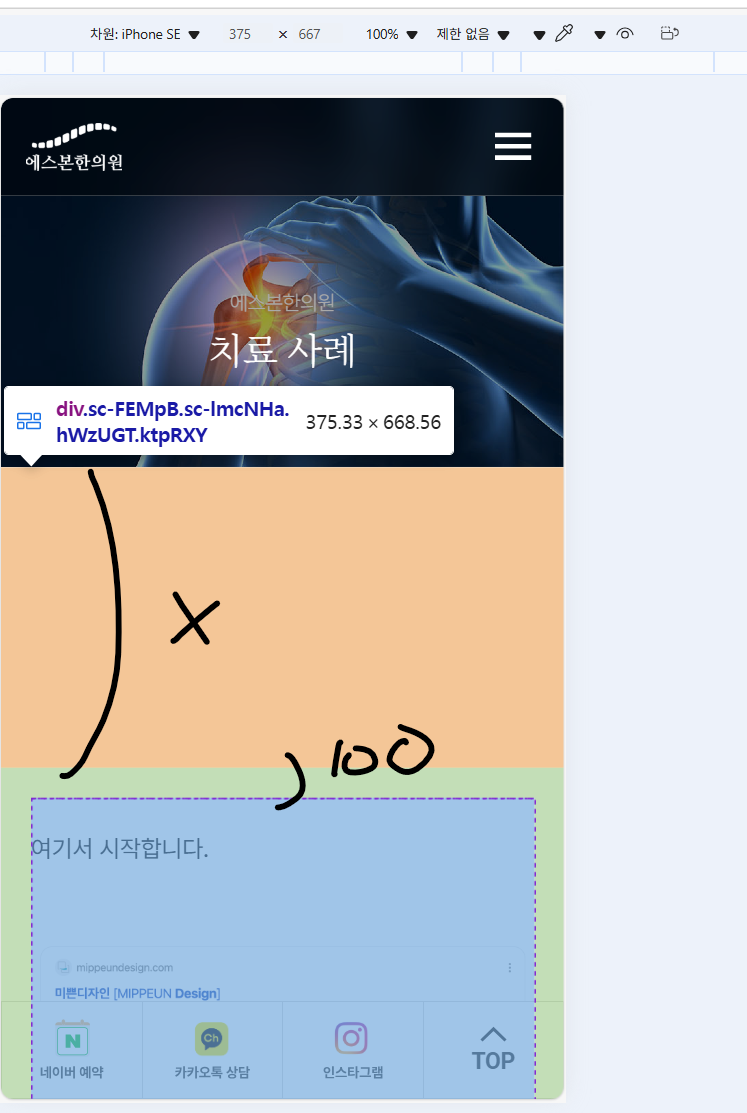 차원: iPhone SE 375 × 667 100% 제한 없음
에스본한의원
에스본한의원
치료 사례
div.sc-FEMpB.sc-lmcNHa.
hWzUGT.ktpRXY 375.33 × 668.56
x
100
여기서 시작합니다.
mippeundesign.com
미쁜디자인 [MIPPEUN Design]
N Ch
네이버 예약 카카오톡 상담 인스타그램 TOP